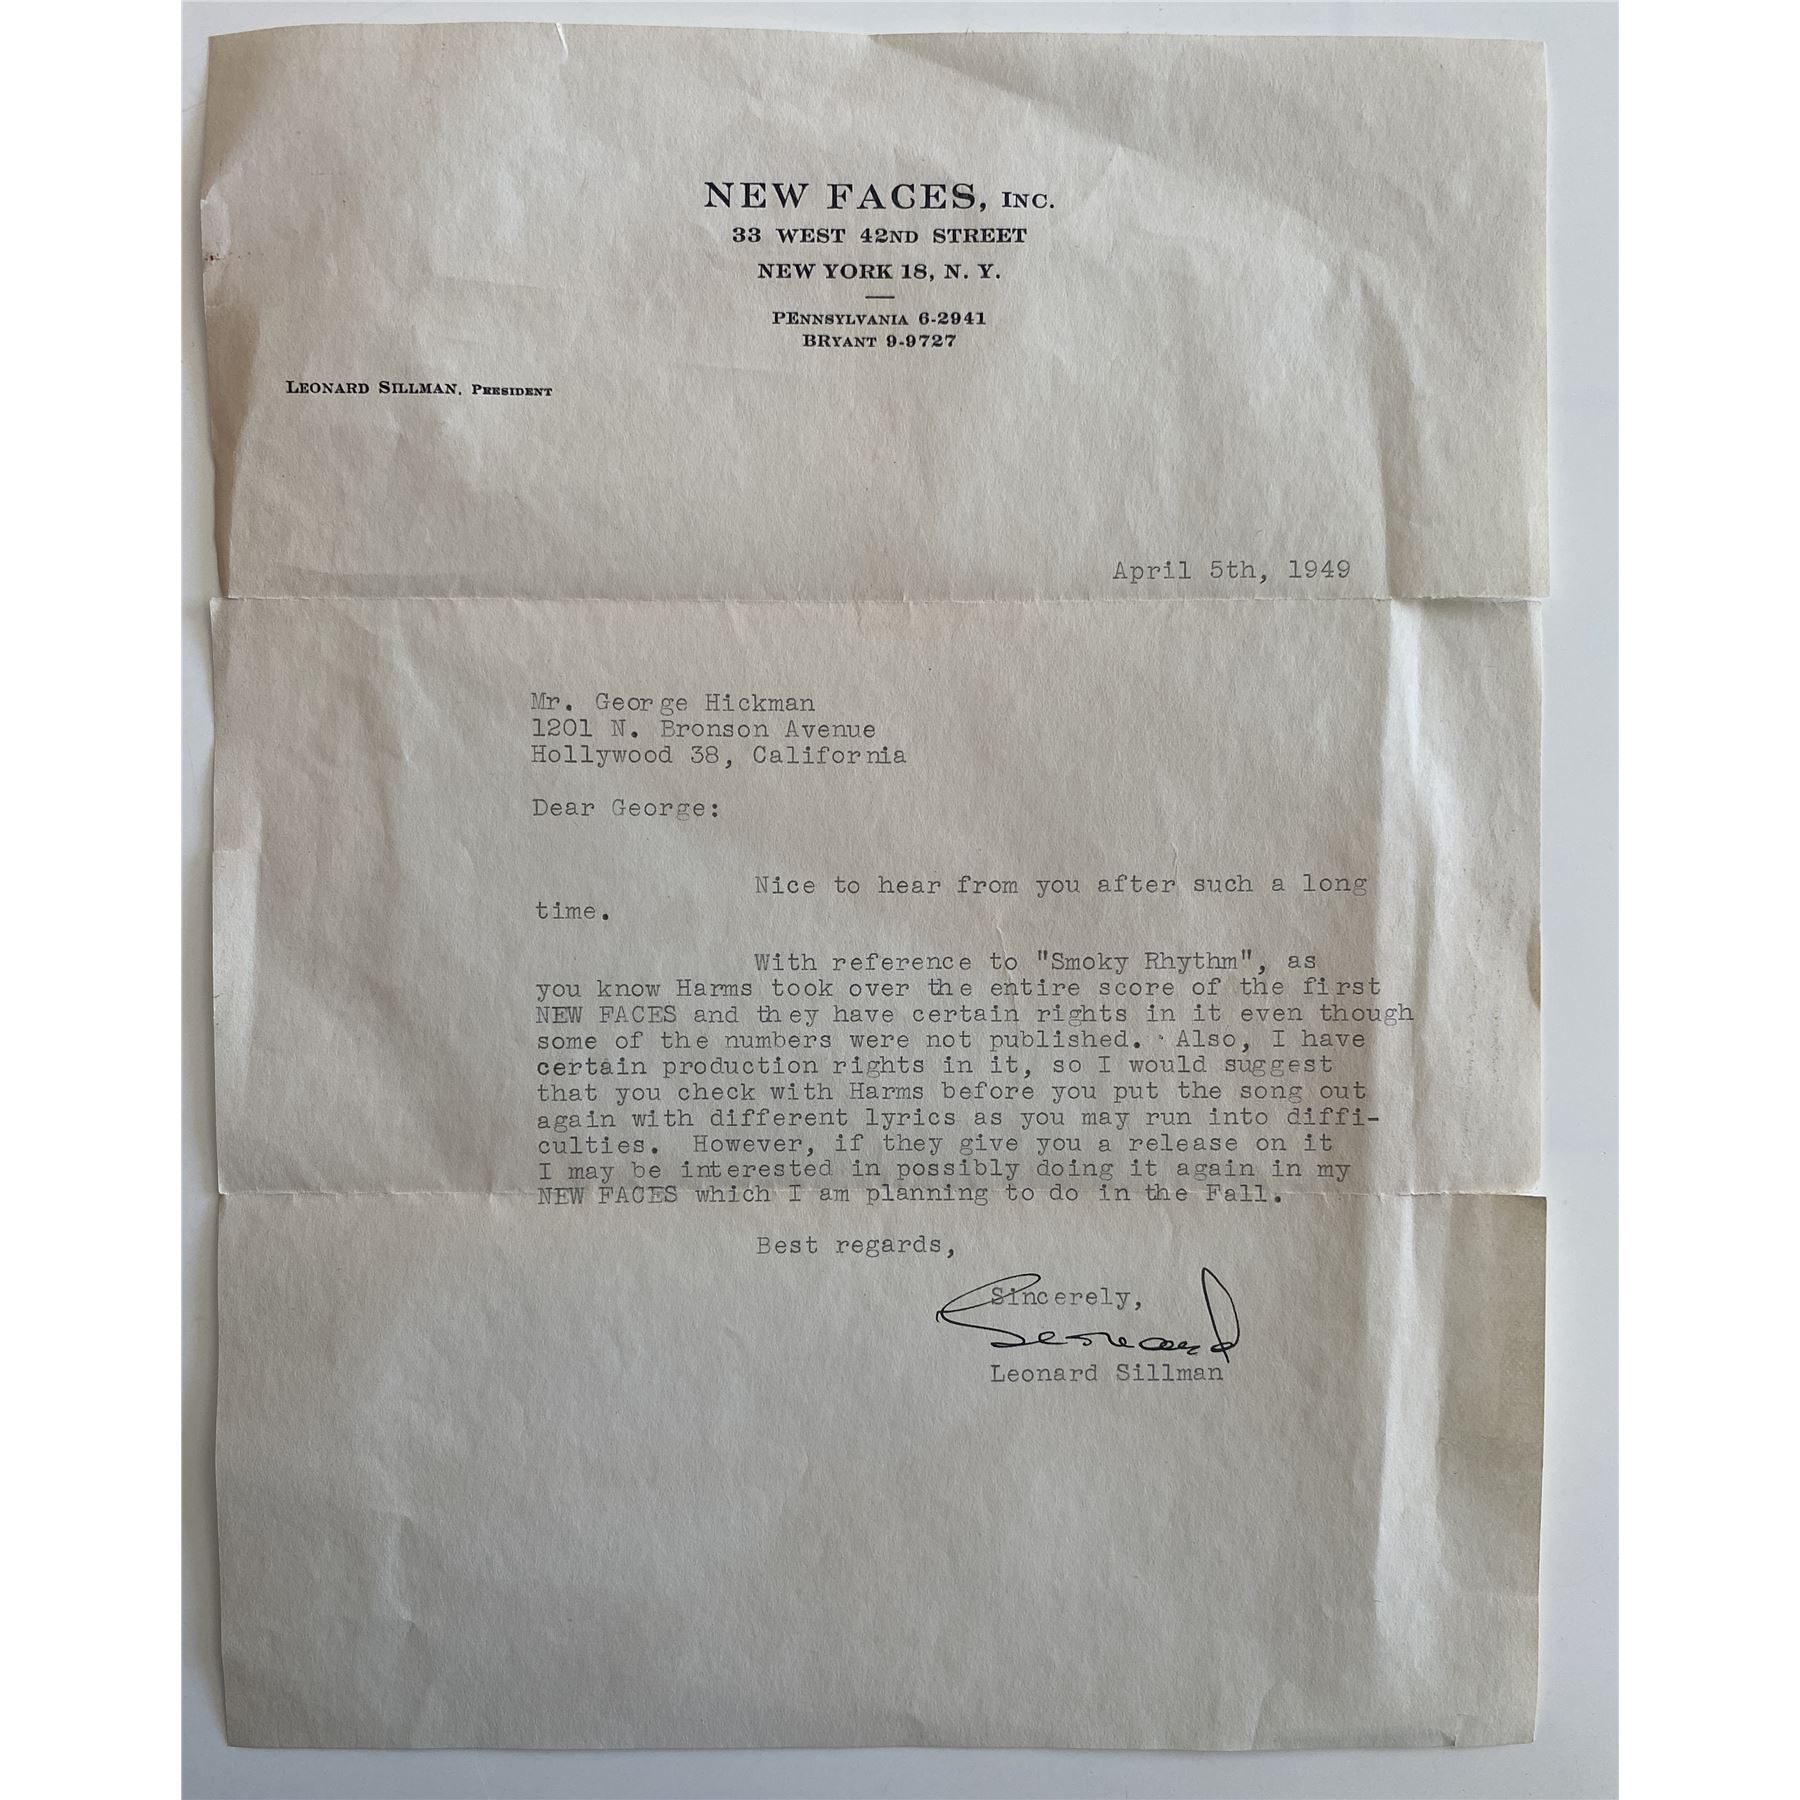 NEW FACES, INC.
33 WEST 42ND STREET
NEW YORK 18, N. Y.
PENNSYLVANIA 6-2941
BRYANT 9-9727
LEONARD SILLMAN, PRESIDENT
April 5th, 1949
Mr. George Hickman
1201 N. Bronson Avenue
Hollywood 38, California
Dear George:
Nice to hear from you after such a long
time.
With reference to "Smoky Rhythm", as
you know Harms took over the entire score of the first
NEW FACES and they have certain rights in it even though
some of the numbers were not published. Also, I have
certain production rights in it, so I would suggest
that you check with Harms before you put the song out
again with different lyrics as you may run into diffi-
culties. However, if they give you a release on it
I may be interested in possibly doing it again in my
NEW FACES which I am planning to do in the Fall.
Best regards,
Sincerely,
Leonard
Leonard Sillman